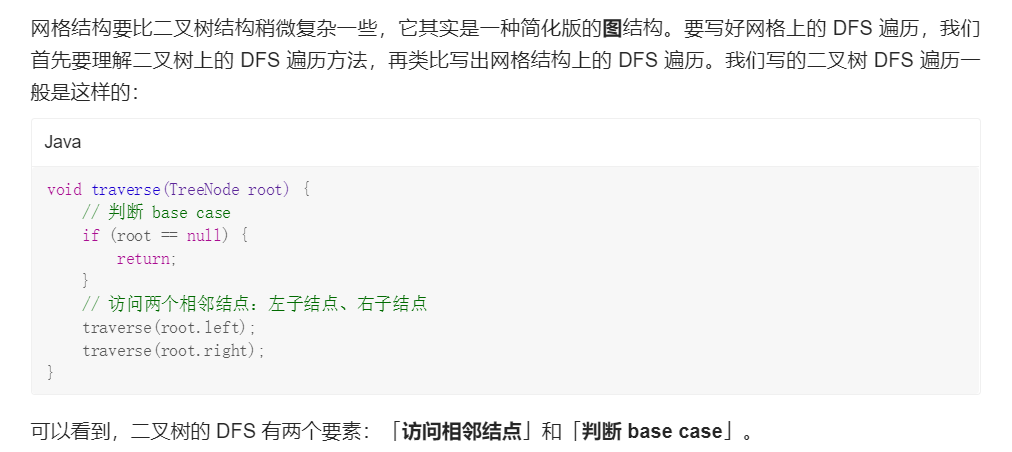 网格结构要比二叉树结构稍微复杂一些，它其实是一种简化版的图结构。要写好网格上的 DFS 遍历，我们
首先要理解二叉树上的 DFS 遍历方法，再类比写出网格结构上的 DFS 遍历。我们写的二叉树 DFS 遍历一
般是这样的：
Java
void traverse(TreeNode root) {
    // 判断 base case
    if (root == null) {
        return;
    }
    // 访问两个相邻结点：左子结点、右子结点
    traverse(root.left);
    traverse(root.right);
}
可以看到，二叉树的 DFS 有两个要素：「访问相邻结点」和「判断 base case」。